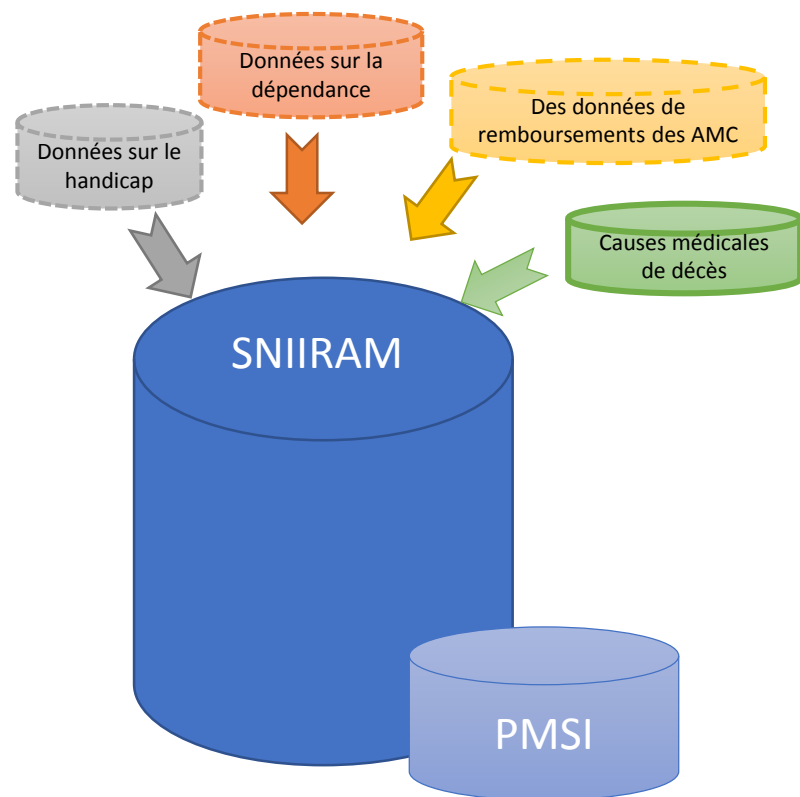 Données sur la
dépendance
Des données de
remboursements des AMC
Données sur le
handicap
Causes médicales
de décès
SNIIRAM
PMSI